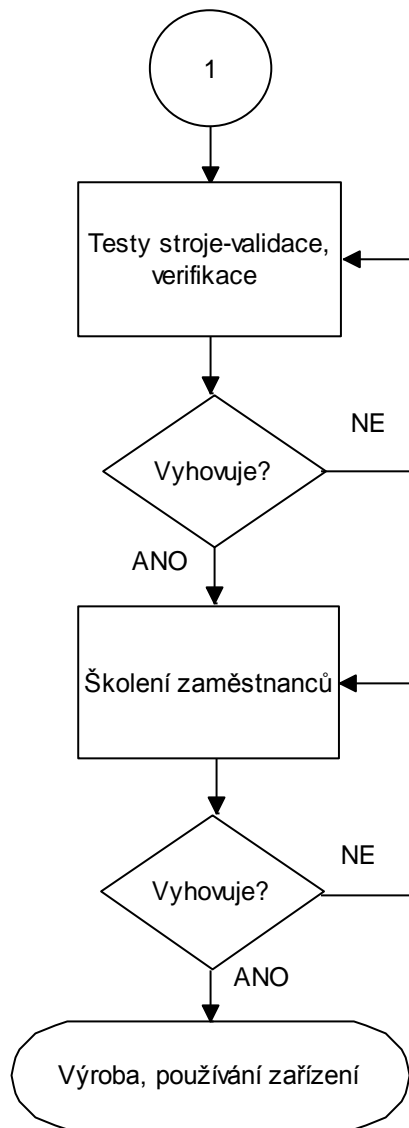 1
Testy stroje-validace,
verifikace
NE
Vyhovuje?
ANO
Školení zaměstnanců
NE
Vyhovuje?
ANO
Výroba, používání zařízení